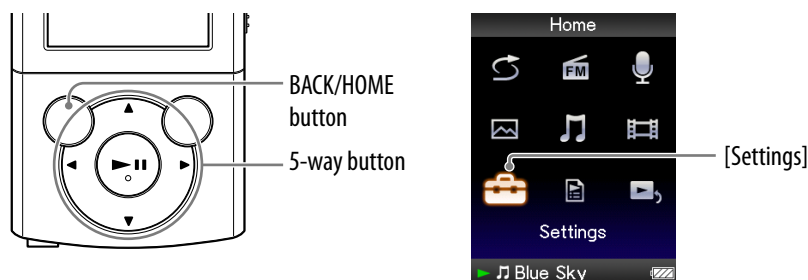 BACK/HOME
button
5-way button
Home
FM
[Settings]
Settings
Blue Sky